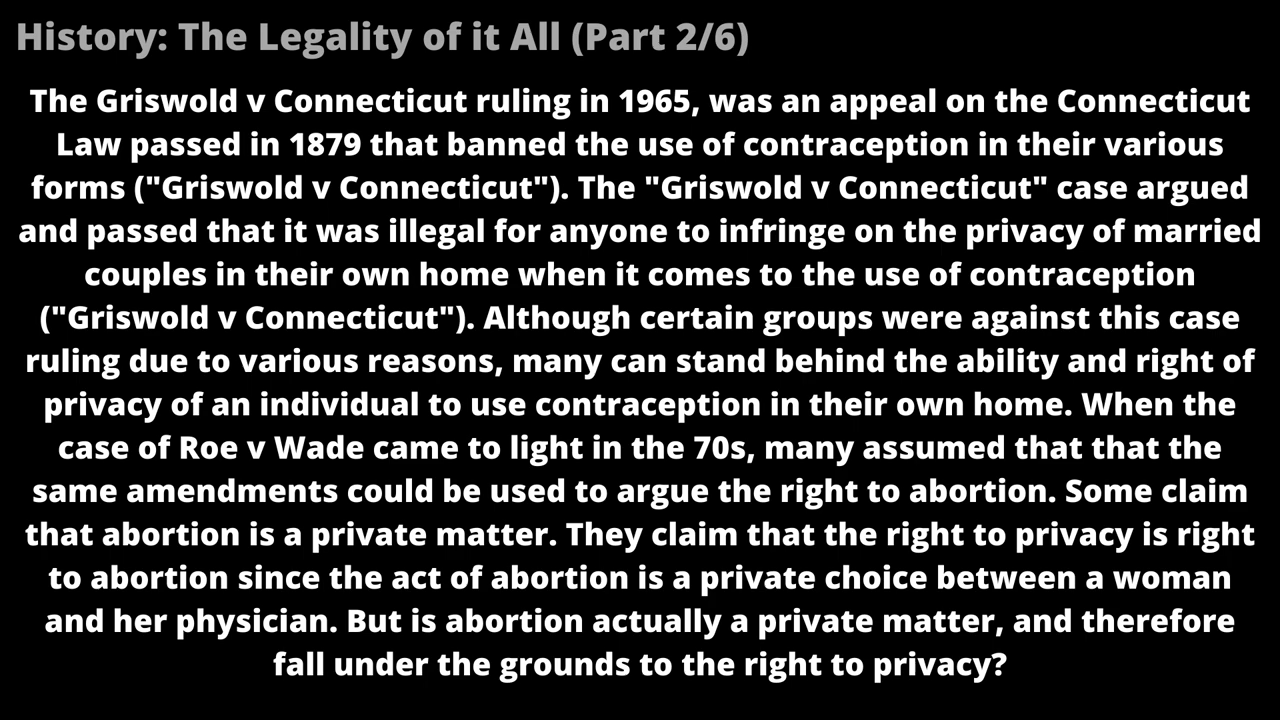 History: The Legality of it All (Part 2/6)
The Griswold v Connecticut ruling in 1965, was an appeal on the Connecticut
Law passed in 1879 that banned the use of contraception in their various
forms ("Griswold v Connecticut"). The "Griswold v Connecticut" case argued
and passed that it was illegal for anyone to infringe on the privacy of married
couples in their own home when it comes to the use of contraception
("Griswold v Connecticut"). Although certain groups were against this case
ruling due to various reasons, many can stand behind the ability and right of
privacy of an individual to use contraception in their own home. When the
case of Roe v Wade came to light in the 70s, many assumed that that the
same amendments could be used to argue the right to abortion. Some claim
that abortion is a private matter. They claim that the right to privacy is right
to abortion since the act of abortion is a private choice between a woman
and her physician. But is abortion actually a private matter, and therefore
fall under the grounds to the right to privacy?